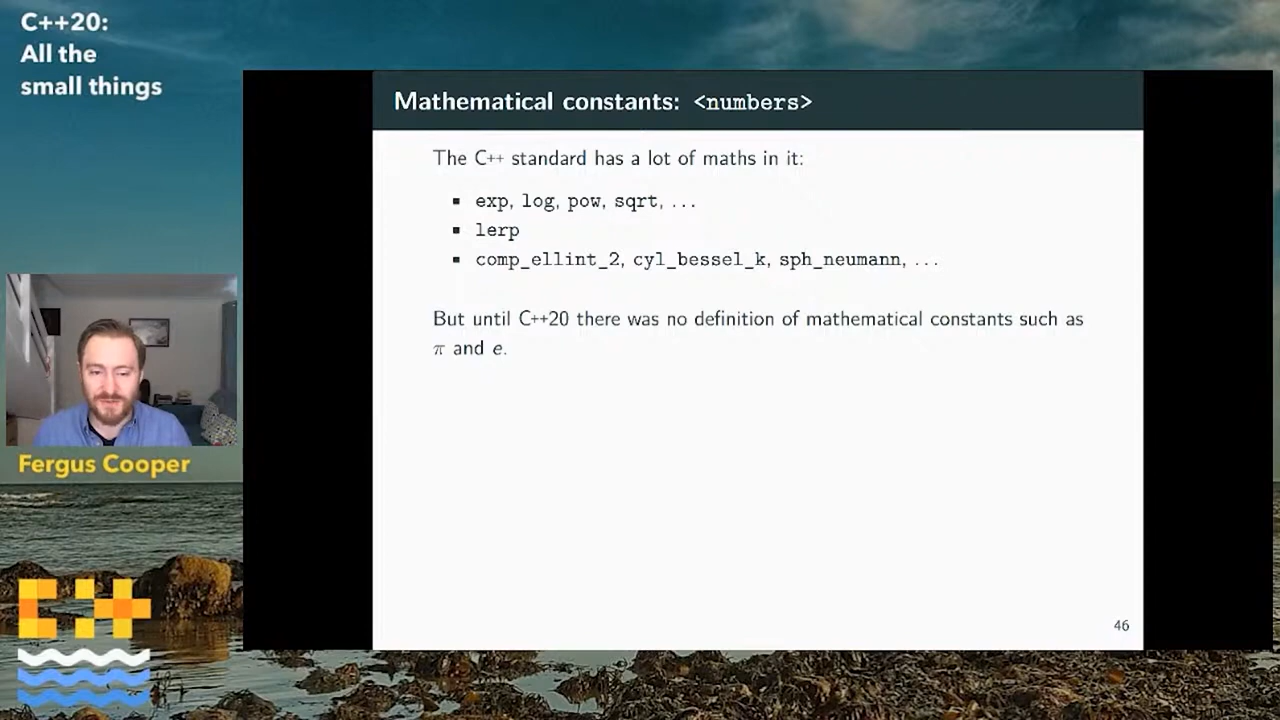 C++20:
All the
small things
Mathematical constants: <numbers>
The C++ standard has a lot of maths in it:
▪ exp, log, pow, sqrt, ...
▪ lerp
▪ comp_ellint_2, cyl_bessel_k, sph_neumann, ...
But until C++20 there was no definition of mathematical constants such as
π and e.
46
Fergus Cooper